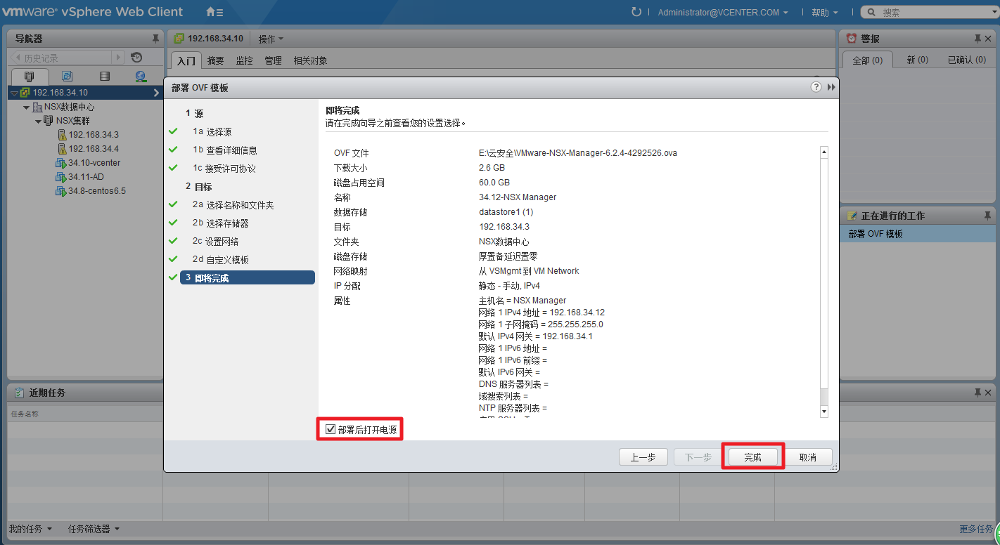 vmware® vSphere Web Client
Administrator@VCENTER.COM
帮助
搜索
导航器
历史记录
192.168.34.10
NSX数据中心
NSX集群
192.168.34.3
192.168.34.4
34.10-vcenter
34.11-AD
34.8-centos6.5
192.168.34.10 操作
入门 摘要 监控 管理 相关对象
部署 OVF 模板
1 源
1a 选择源
1b 查看详细信息
1c 接受许可协议
2 目标
2a 选择名称和文件夹
2b 选择存储器
2c 设置网络
2d 自定义模板
3 即将完成
即将完成
请在完成向导之前查看您的设置选择。
OVF 文件 E:\云安全\VMware-NSX-Manager-6.2.4-4292526.ova
下载大小 2.6 GB
磁盘占用空间 60.0 GB
名称 34.12-NSX Manager
数据存储 datastore1 (1)
目标 192.168.34.3
文件夹 NSX数据中心
磁盘存储 厚置备延迟置零
网络映射 从 VSMgmt 到 VM Network
IP 分配 静态 - 手动, IPv4
属性 主机名 = NSX Manager
网络 1 IPv4 地址 = 192.168.34.12
网络 1 子网掩码 = 255.255.255.0
默认 IPv4 网关 = 192.168.34.1
网络 1 IPv6 地址 =
网络 1 IPv6 前缀 =
默认 IPv6 网关 =
DNS 服务器列表 =
域搜索列表 =
NTP 服务器列表 =
部署后打开电源
上一步 下一步 完成 取消
警报
全部 (0) 新 (0) 已确认 (0)
正在进行的工作
部署 OVF 模板
近期任务
任务名称
我的任务 任务筛选器 更多任务